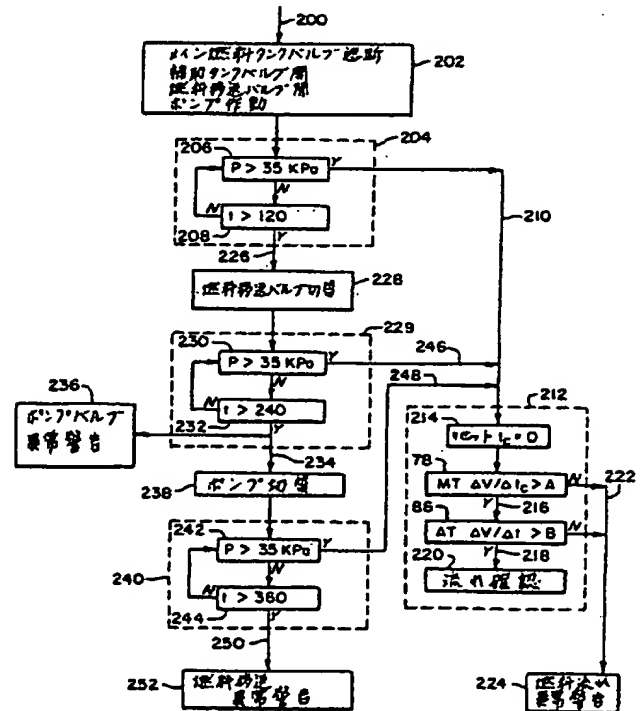 200
メイン燃料タンクバルブ遮断
補助タンクバルブ開
燃料移送バルブ開
ポンプ作動
202
204
206
P > 35 KPa
Y
N
N
t > 120
208
Y
210
226
燃料移送バルブ切替
228
229
230
P > 35 KPa
Y
246
N
248
N
t > 240
232
Y
236
ポンプバルブ
異常警告
234
212
214
リセット tc = 0
238
ポンプ切替
78
MT ΔV/Δtc > A
N
222
Y
216
242
P > 35 KPa
Y
86
ΔT ΔV/Δt > B
N
240
N
Y
218
220
流れ確認
N
t > 360
244
Y
250
252
燃料移送
異常警告
224
燃料流れ
異常警告